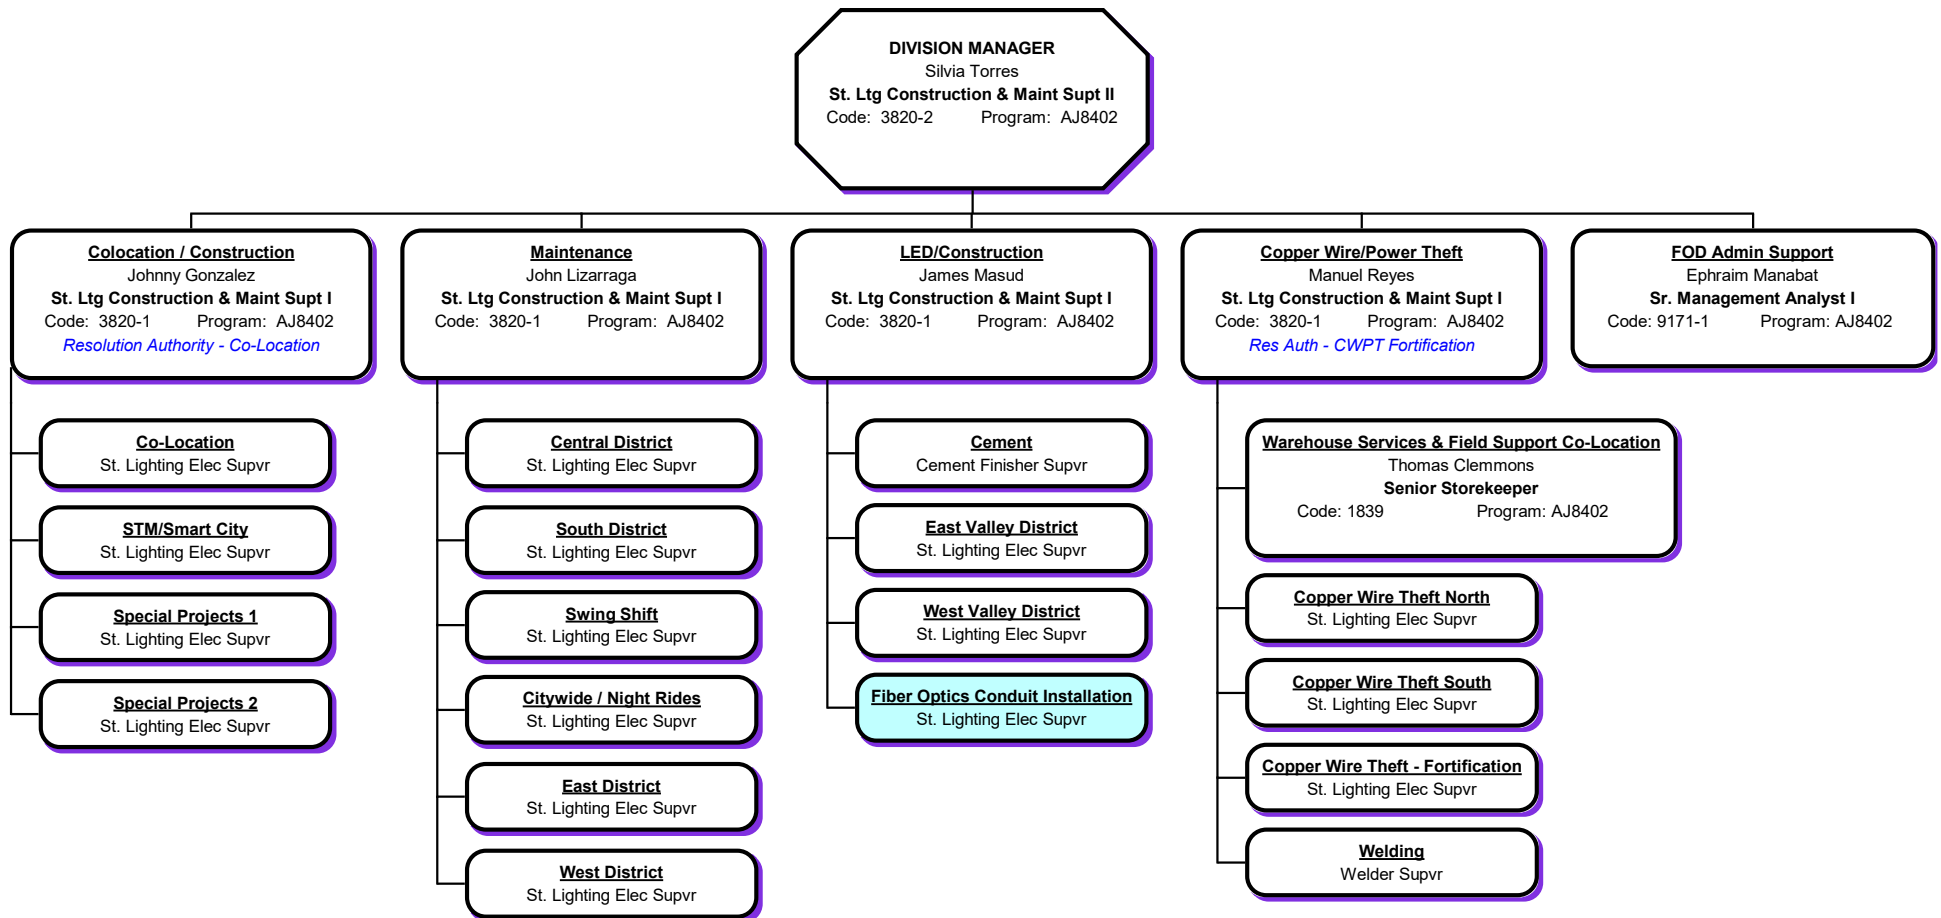 DIVISION MANAGER
Silvia Torres
St. Ltg Construction & Maint Supt II
Code: 3820-2 Program: AJ8402
Colocation / Construction
Johnny Gonzalez
St. Ltg Construction & Maint Supt I
Code: 3820-1 Program: AJ8402
Resolution Authority - Co-Location
Co-Location
St. Lighting Elec Supvr
STM/Smart City
St. Lighting Elec Supvr
Special Projects 1
St. Lighting Elec Supvr
Special Projects 2
St. Lighting Elec Supvr
Maintenance
John Lizarraga
St. Ltg Construction & Maint Supt I
Code: 3820-1 Program: AJ8402
Central District
St. Lighting Elec Supvr
South District
St. Lighting Elec Supvr
Swing Shift
St. Lighting Elec Supvr
Citywide / Night Rides
St. Lighting Elec Supvr
East District
St. Lighting Elec Supvr
West District
St. Lighting Elec Supvr
LED/Construction
James Masud
St. Ltg Construction & Maint Supt I
Code: 3820-1 Program: AJ8402
Cement
Cement Finisher Supvr
East Valley District
St. Lighting Elec Supvr
West Valley District
St. Lighting Elec Supvr
Fiber Optics Conduit Installation
St. Lighting Elec Supvr
Copper Wire/Power Theft
Manuel Reyes
St. Ltg Construction & Maint Supt I
Code: 3820-1 Program: AJ8402
Res Auth - CWPT Fortification
Warehouse Services & Field Support Co-Location
Thomas Clemmons
Senior Storekeeper
Code: 1839 Program: AJ8402
Copper Wire Theft North
St. Lighting Elec Supvr
Copper Wire Theft South
St. Lighting Elec Supvr
Copper Wire Theft - Fortification
St. Lighting Elec Supvr
Welding
Welder Supvr
FOD Admin Support
Ephraim Manabat
Sr. Management Analyst I
Code: 9171-1 Program: AJ8402